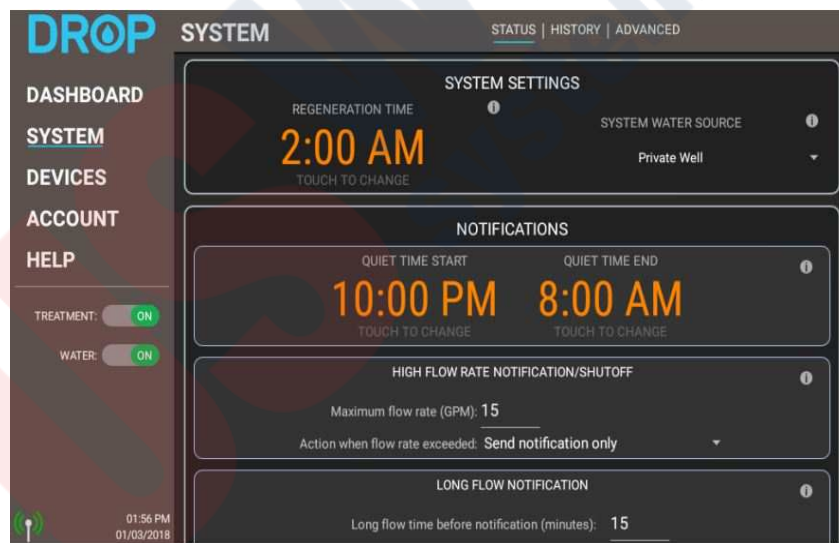 DROP
SYSTEM
STATUS | HISTORY | ADVANCED
DASHBOARD
SYSTEM
DEVICES
ACCOUNT
HELP
TREATMENT: ON
WATER: ON
01:56 PM
01/03/2018
SYSTEM SETTINGS
REGENERATION TIME
2:00 AM
TOUCH TO CHANGE
SYSTEM WATER SOURCE
Private Well
NOTIFICATIONS
QUIET TIME START
10:00 PM
TOUCH TO CHANGE
QUIET TIME END
8:00 AM
TOUCH TO CHANGE
HIGH FLOW RATE NOTIFICATION/SHUTOFF
Maximum flow rate (GPM): 15
Action when flow rate exceeded: Send notification only
LONG FLOW NOTIFICATION
Long flow time before notification (minutes): 15